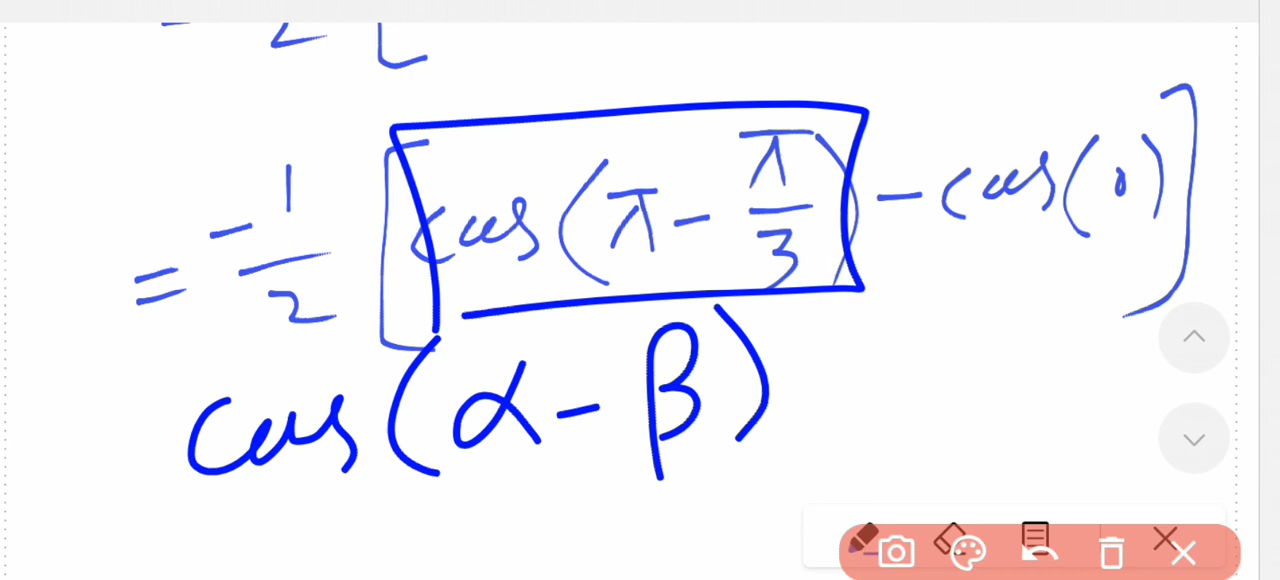 = -1/2 [cos(π - π/3) - cos(0)]
cos(α - β)